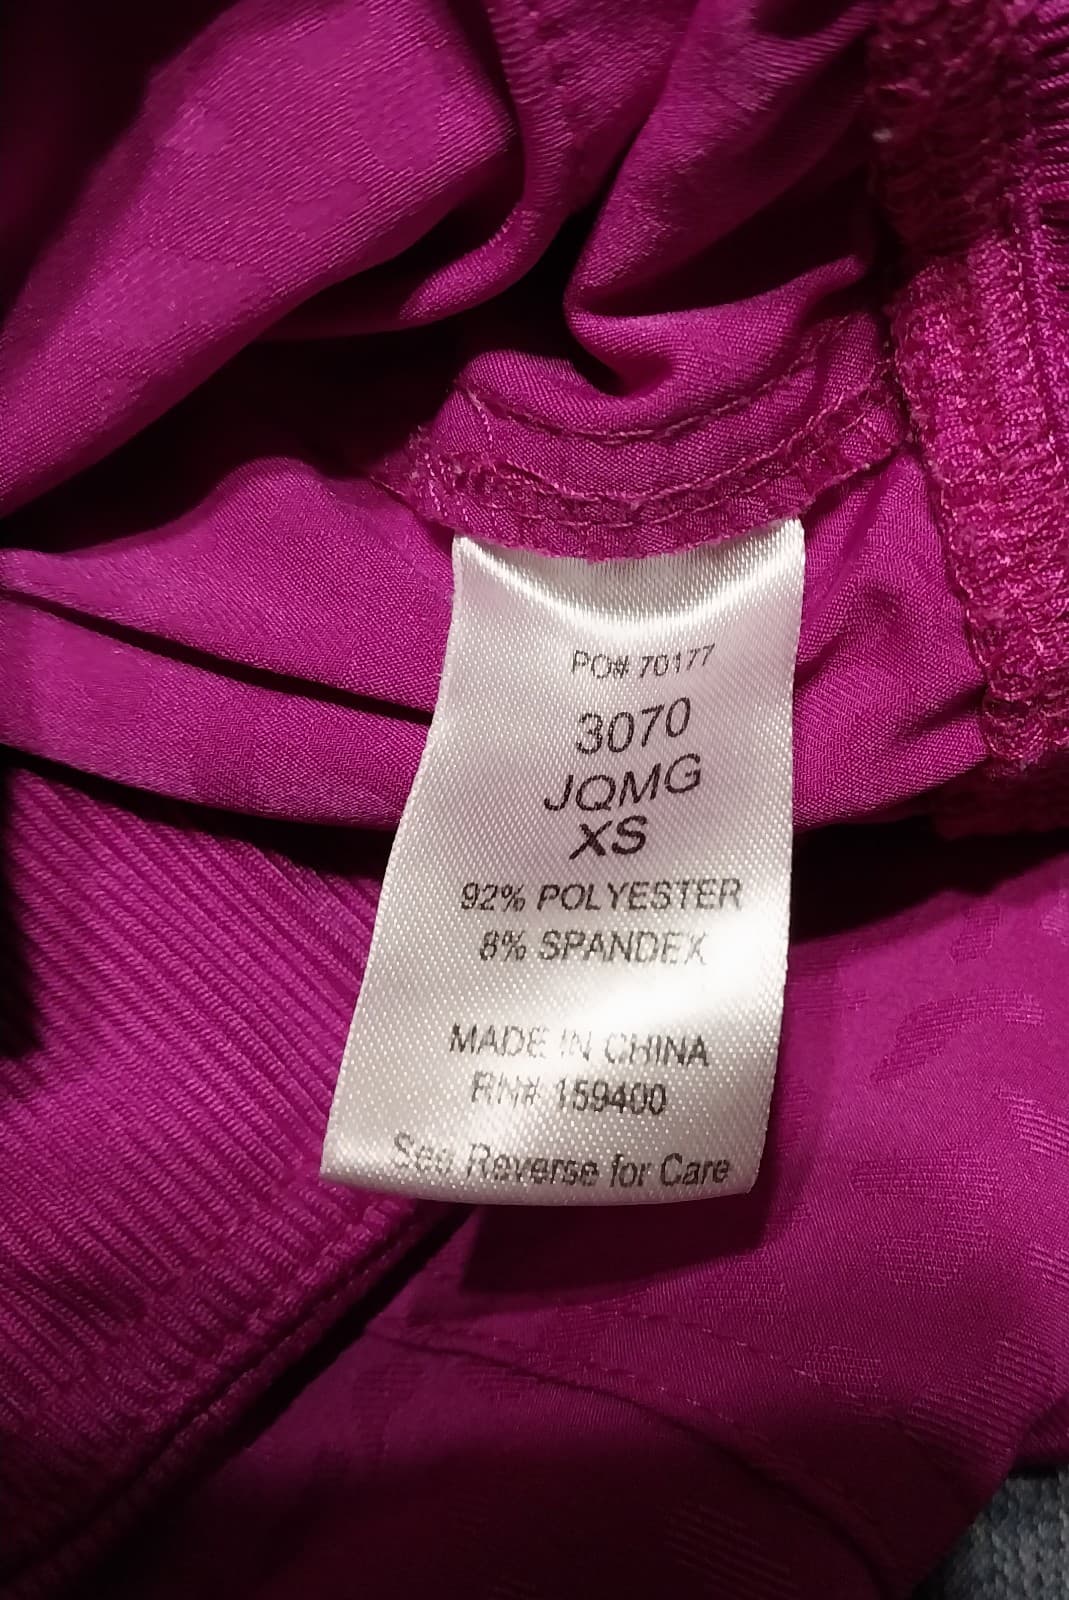 PO# 70177
3070
JQMG
XS
92% POLYESTER
8% SPANDEX
MADE IN CHINA
RN# 159400
See Reverse for Care